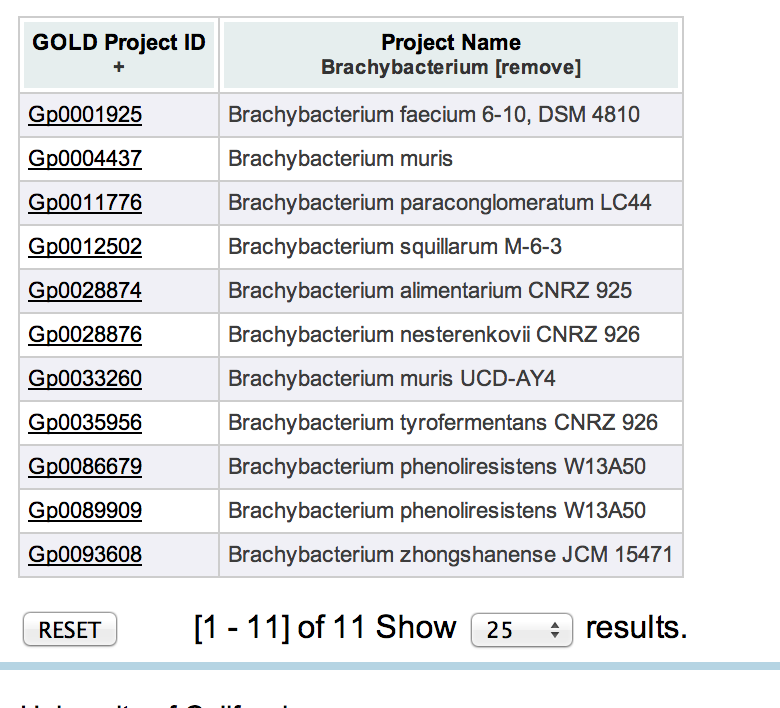 GOLD Project ID Project Name
+ Brachybacterium [remove]
Gp0001925 Brachybacterium faecium 6-10, DSM 4810
Gp0004437 Brachybacterium muris
Gp0011776 Brachybacterium paraconglomeratum LC44
Gp0012502 Brachybacterium squillarum M-6-3
Gp0028874 Brachybacterium alimentarium CNRZ 925
Gp0028876 Brachybacterium nesterenkovii CNRZ 926
Gp0033260 Brachybacterium muris UCD-AY4
Gp0035956 Brachybacterium tyrofermentans CNRZ 926
Gp0086679 Brachybacterium phenoliresistens W13A50
Gp0089909 Brachybacterium phenoliresistens W13A50
Gp0093608 Brachybacterium zhongshanense JCM 15471
RESET [1 - 11] of 11 Show 25 results.